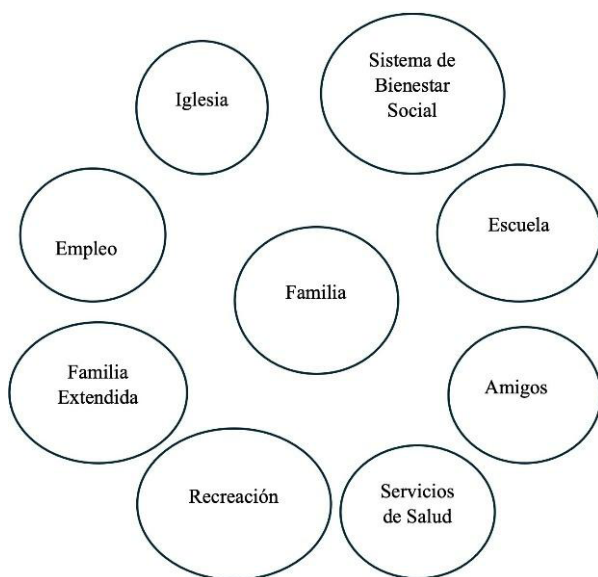 Sistema de
Bienestar
Social
Iglesia
Escuela
Empleo
Familia
Familia
Extendida
Amigos
Recreación
Servicios
de Salud